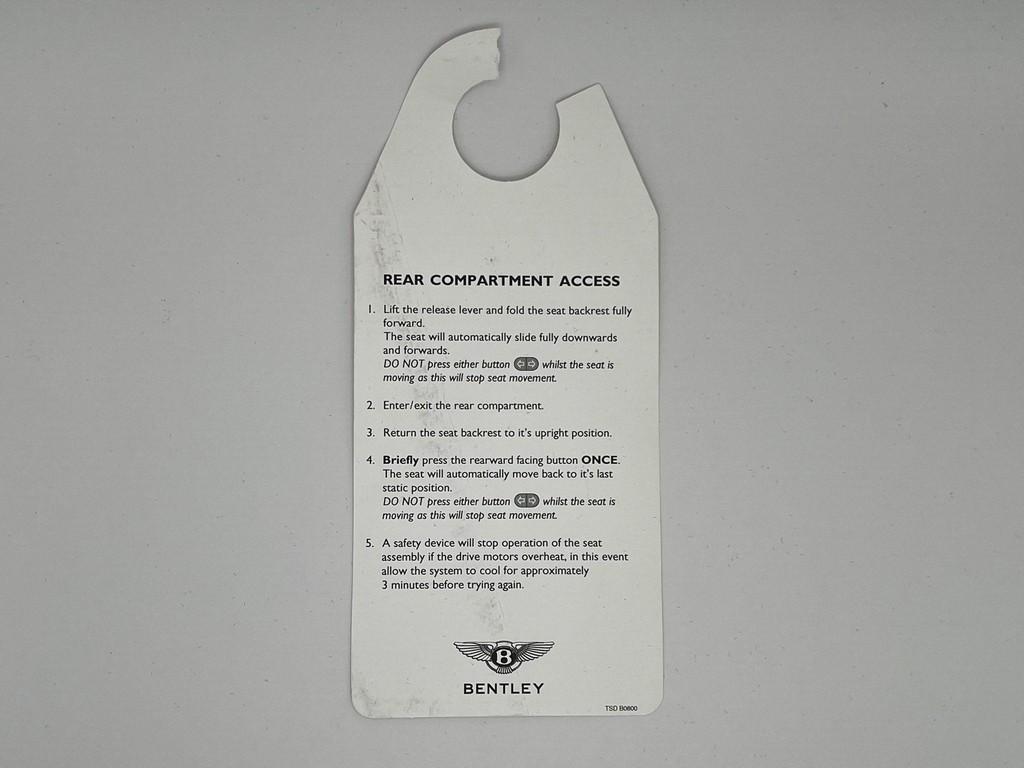 REAR COMPARTMENT ACCESS
1. Lift the release lever and fold the seat backrest fully
forward.
The seat will automatically slide fully downwards
and forwards.
DO NOT press either button whilst the seat is
moving as this will stop seat movement.
2. Enter/exit the rear compartment.
3. Return the seat backrest to it's upright position.
4. Briefly press the rearward facing button ONCE.
The seat will automatically move back to it's last
static position.
DO NOT press either button whilst the seat is
moving as this will stop seat movement.
5. A safety device will stop operation of the seat
assembly if the drive motors overheat, in this event
allow the system to cool for approximately
3 minutes before trying again.
B
BENTLEY
TSD B0800